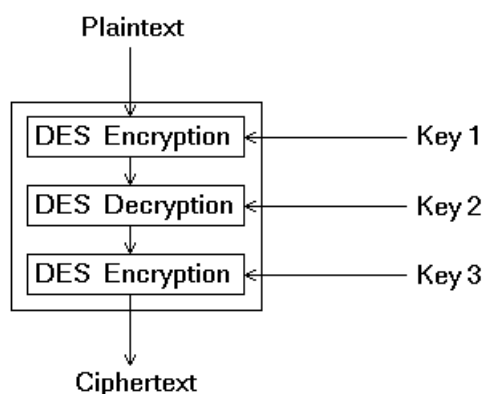 Plaintext
DES Encryption
Key 1
DES Decryption
Key 2
DES Encryption
Key 3
Ciphertext